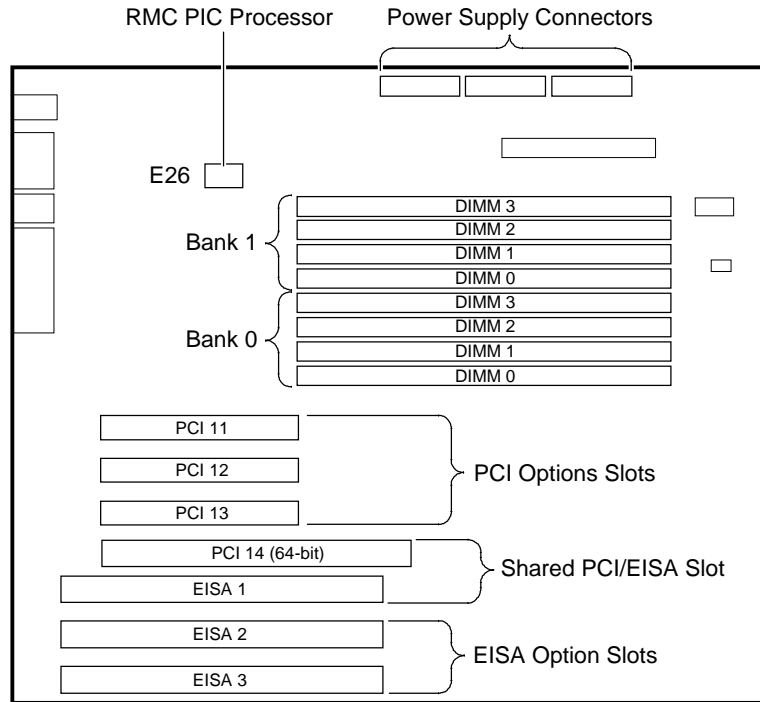 RMC PIC Processor
Power Supply Connectors
E26
DIMM 3
DIMM 2
Bank 1
DIMM 1
DIMM 0
DIMM 3
DIMM 2
Bank 0
DIMM 1
DIMM 0
PCI 11
PCI 12
PCI Options Slots
PCI 13
PCI 14 (64-bit)
Shared PCI/EISA Slot
EISA 1
EISA 2
EISA Option Slots
EISA 3